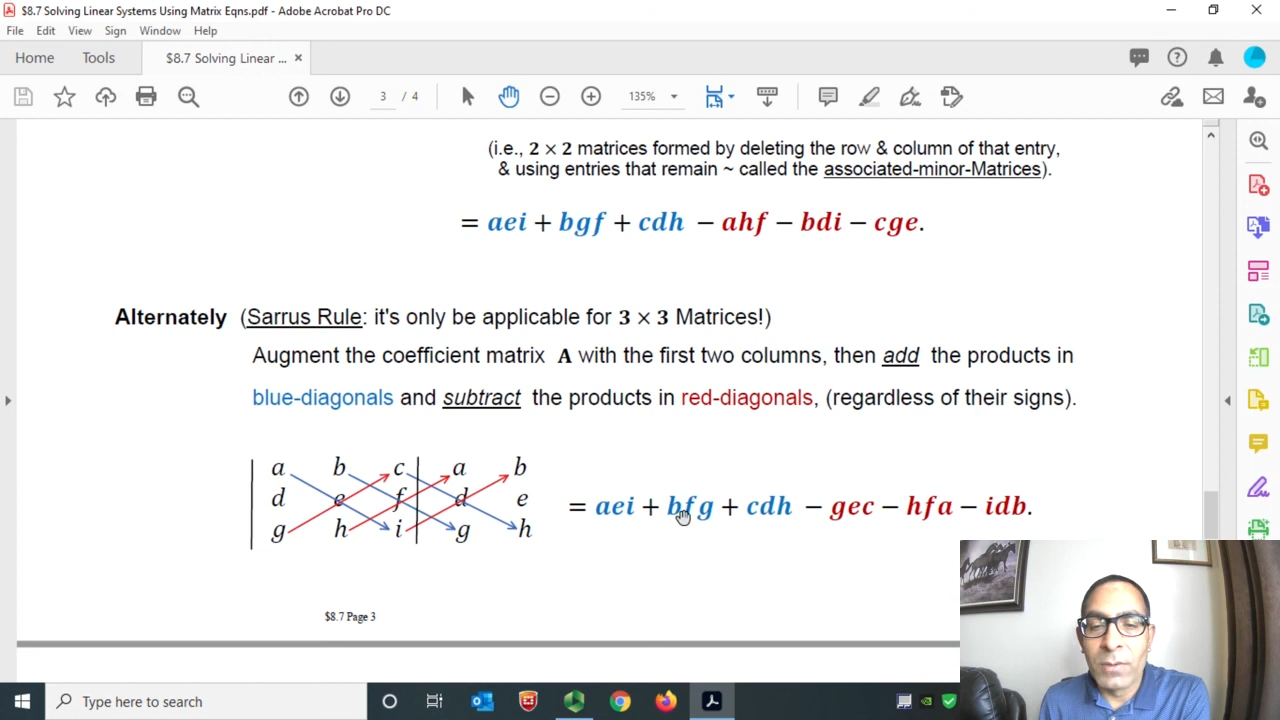 $8.7 Solving Linear Systems Using Matrix Eqns.pdf - Adobe Acrobat Pro DC
File Edit View Sign Window Help
Home Tools $8.7 Solving Linear ... ×
3 / 4 135%
(i.e., 2 × 2 matrices formed by deleting the row & column of that entry,
& using entries that remain ~ called the associated-minor-Matrices).
= aei + bgf + cdh − ahf − bdi − cge.
Alternately (Sarrus Rule: it's only be applicable for 3 × 3 Matrices!)
Augment the coefficient matrix A with the first two columns, then add the products in
blue-diagonals and subtract the products in red-diagonals, (regardless of their signs).
a b c a b
d e f d e
g h i g h
= aei + bfg + cdh − gec − hfa − idb.
$8.7 Page 3
Type here to search